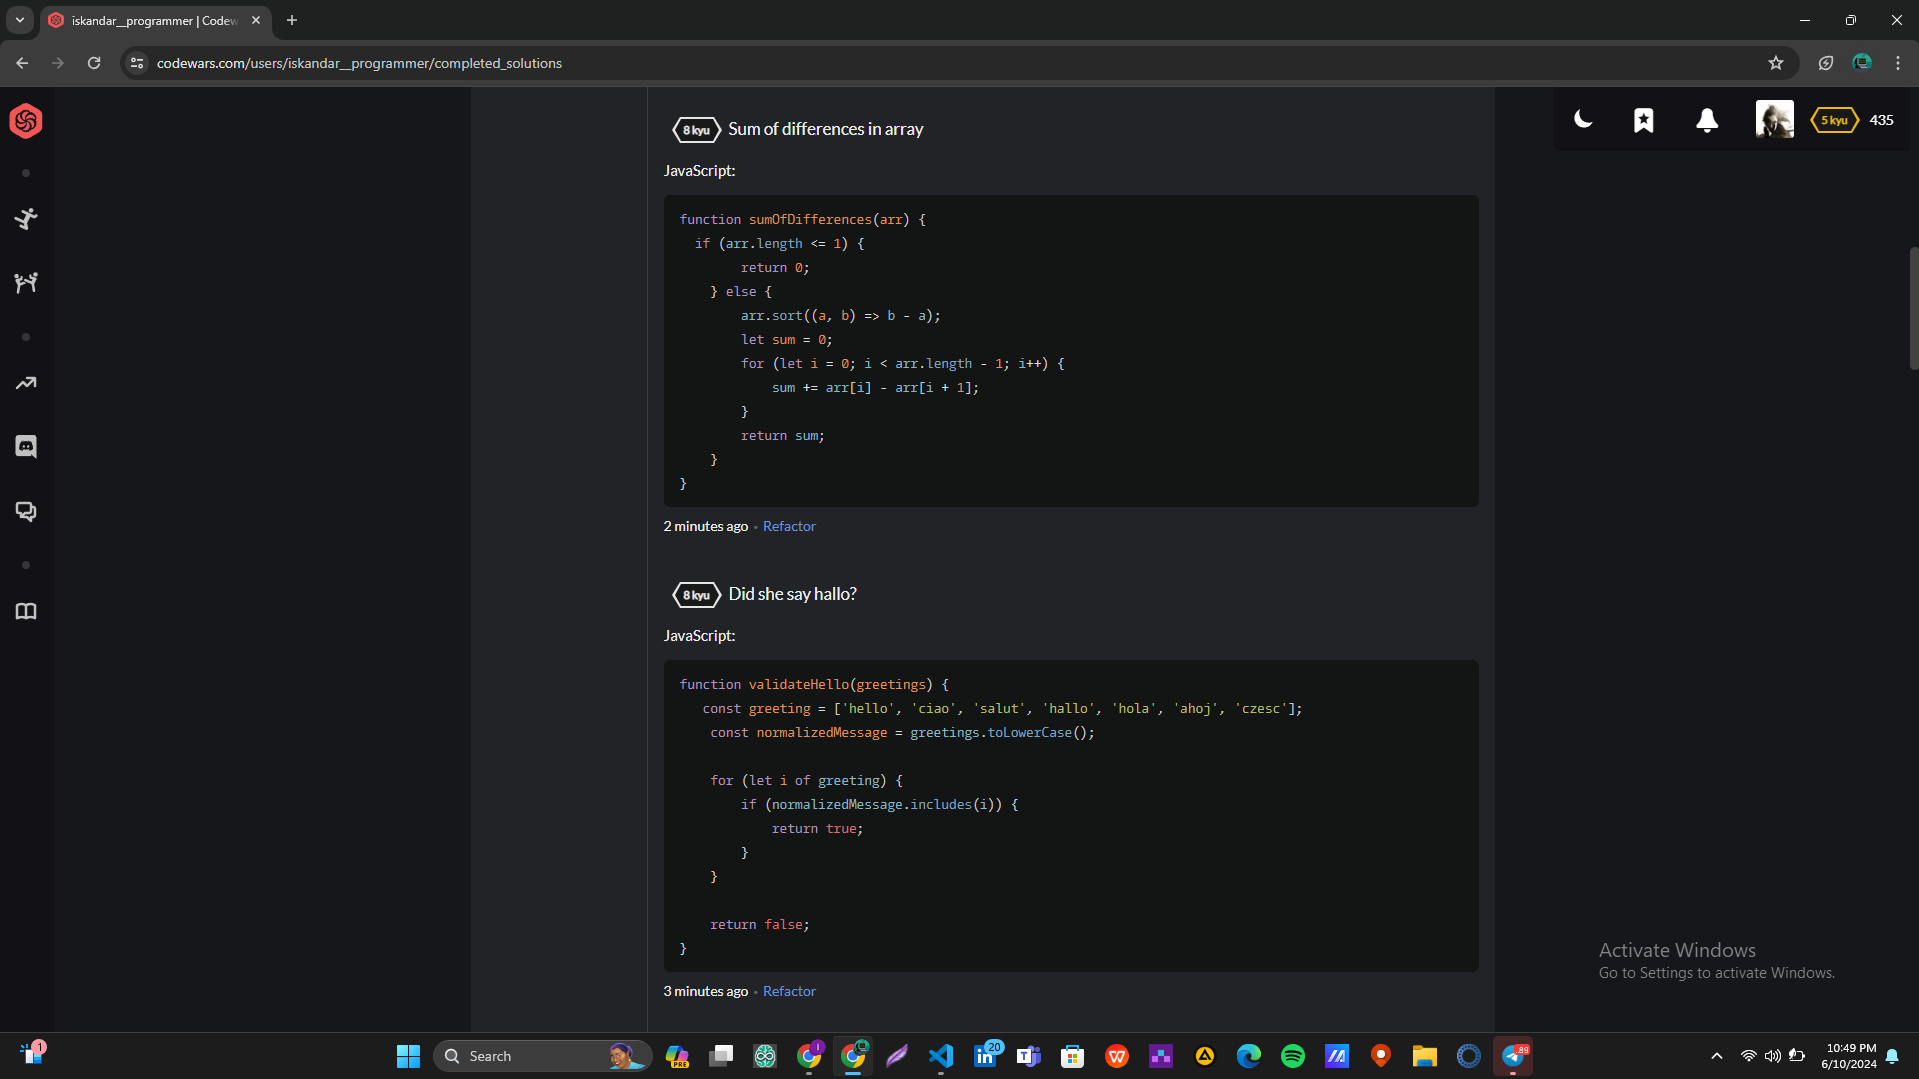 iskandar__programmer | Codew
codewars.com/users/iskandar__programmer/completed_solutions
5 kyu
435
8 kyu
Sum of differences in array
JavaScript:
function sumOfDifferences(arr) {
  if (arr.length <= 1) {
        return 0;
    } else {
        arr.sort((a, b) => b - a);
        let sum = 0;
        for (let i = 0; i < arr.length - 1; i++) {
            sum += arr[i] - arr[i + 1];
        }
        return sum;
    }
}
2 minutes ago · Refactor
8 kyu
Did she say hallo?
JavaScript:
function validateHello(greetings) {
   const greeting = ['hello', 'ciao', 'salut', 'hallo', 'hola', 'ahoj', 'czesc'];
    const normalizedMessage = greetings.toLowerCase();
    for (let i of greeting) {
        if (normalizedMessage.includes(i)) {
            return true;
        }
    }
    return false;
}
3 minutes ago · Refactor
Activate Windows
Go to Settings to activate Windows.
1
Search
PRE
20
89
10:49 PM
6/10/2024